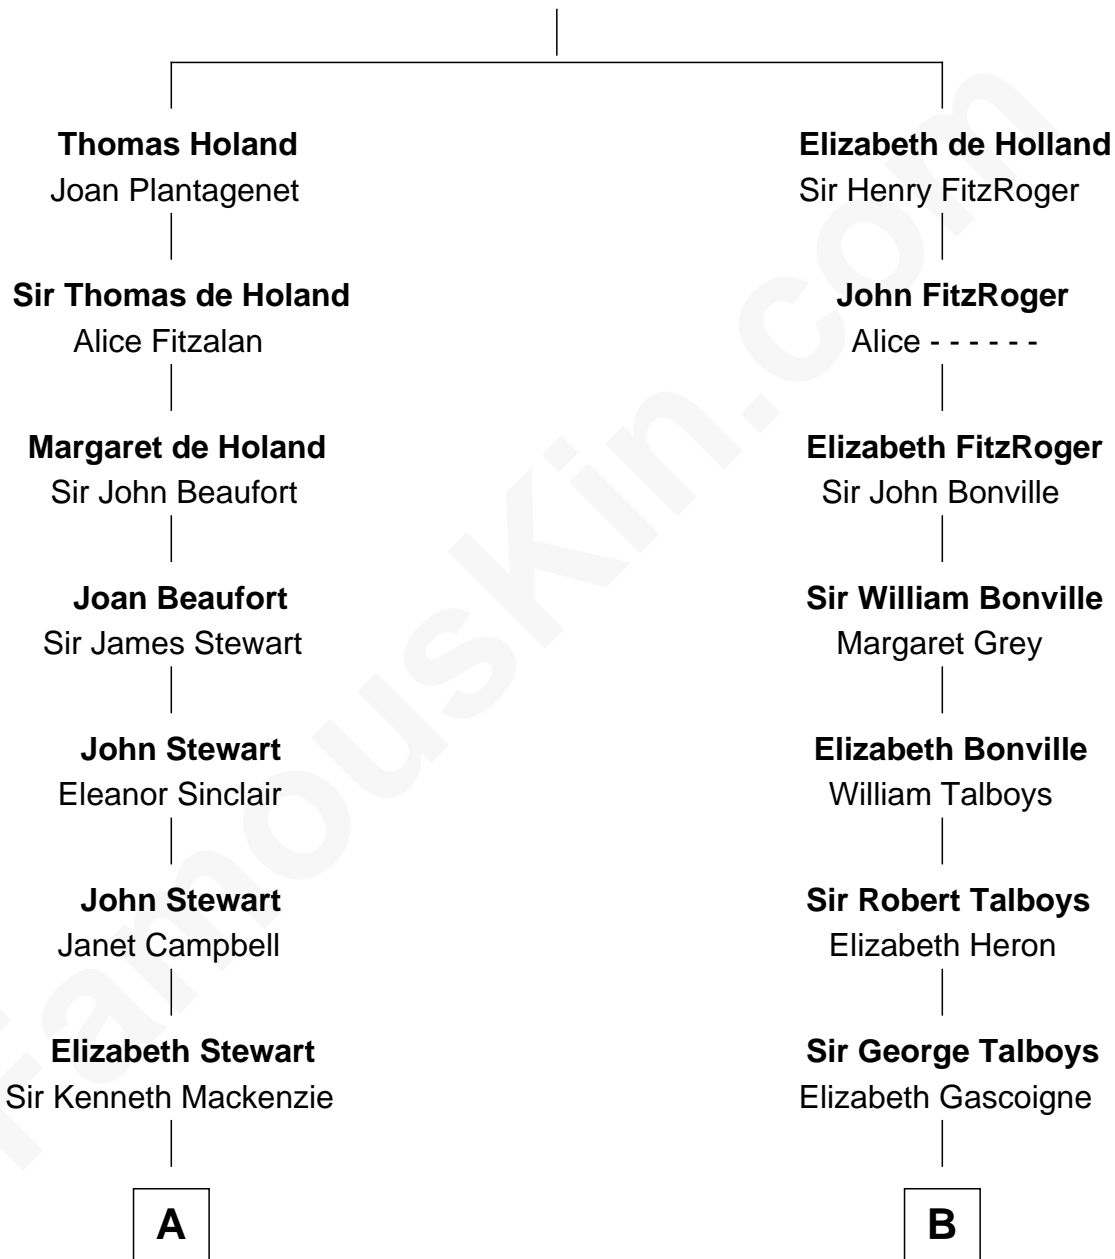 Thomas Holand
Joan Plantagenet
Sir Thomas de Holand
Alice Fitzalan
Margaret de Holand
Sir John Beaufort
Joan Beaufort
Sir James Stewart
John Stewart
Eleanor Sinclair
John Stewart
Janet Campbell
Elizabeth Stewart
Sir Kenneth Mackenzie
A
Elizabeth de Holland
Sir Henry FitzRoger
John FitzRoger
Alice - - - - - -
Elizabeth FitzRoger
Sir John Bonville
Sir William Bonville
Margaret Grey
Elizabeth Bonville
William Talboys
Sir Robert Talboys
Elizabeth Heron
Sir George Talboys
Elizabeth Gascoigne
B
FamousKin.com